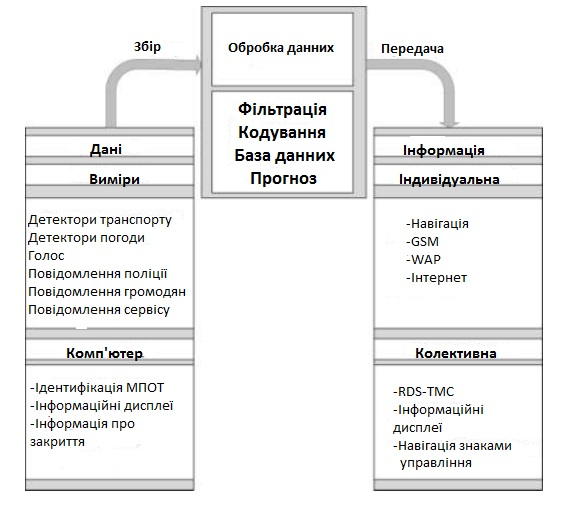 Збір
Обробка данних
Передача
Фільтрація
Кодування
База данних
Прогноз
Дані
Виміри
Детектори транспорту
Детектори погоди
Голос
Повідомлення поліції
Повідомлення громодян
Повідомлення сервісу
Комп'ютер
-Ідентифікація МПОТ
-Інформаційні дисплеї
-Інформація про
закриття
Інформація
Індивідуальна
-Навігація
-GSM
-WAP
-Інтернет
Колективна
-RDS-TMC
-Інформаційні
дисплеї
-Навігація знаками
управління